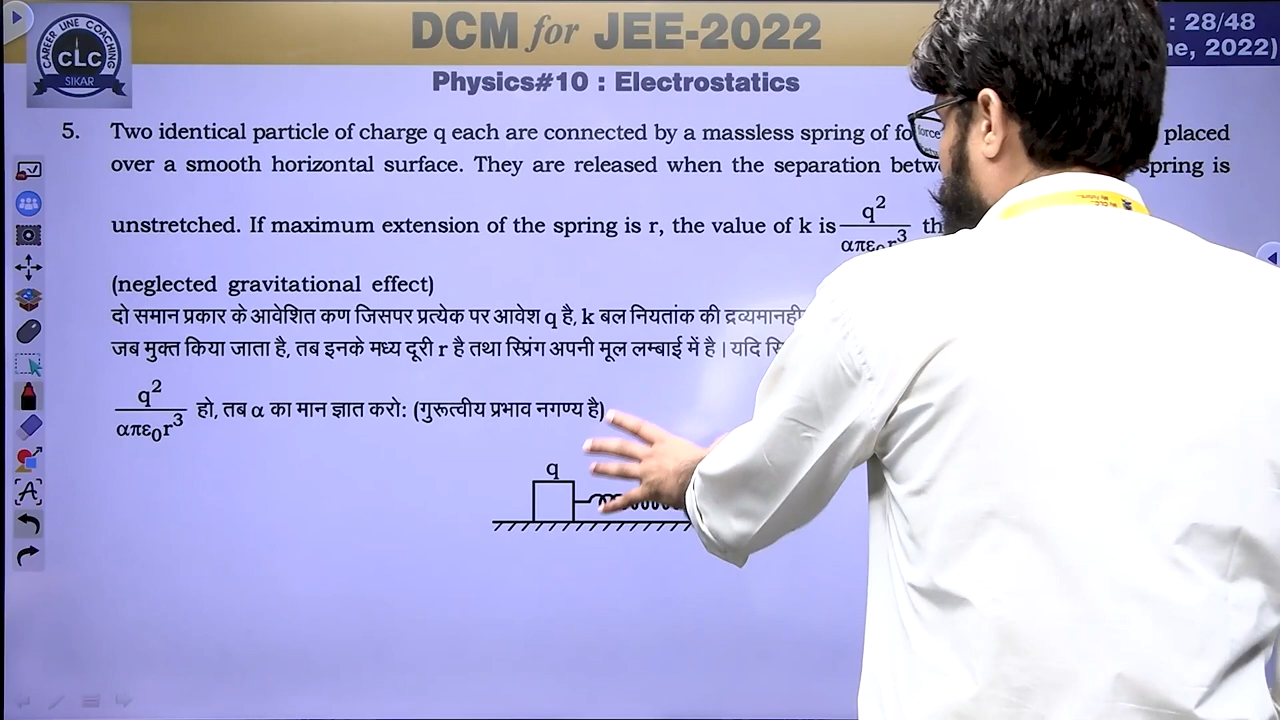 DCM for JEE-2022
: 28/48
ne, 2022)
CAREER LINE COACHING
CLC
SIKAR
Physics#10 : Electrostatics
5. Two identical particle of charge q each are connected by a massless spring of fo force placed
over a smooth horizontal surface. They are released when the separation betw spring is
unstretched. If maximum extension of the spring is r, the value of k is q²/απε₀r³ th
(neglected gravitational effect)
दो समान प्रकार के आवेशित कण जिसपर प्रत्येक पर आवेश q है, k बल नियतांक की द्रव्यमानही
जब मुक्त किया जाता है, तब इनके मध्य दूरी r है तथा स्प्रिंग अपनी मूल लम्बाई में है। यदि स्प्रि
q²/απε₀r³ हो, तब α का मान ज्ञात करो: (गुरूत्वीय प्रभाव नगण्य है)
q